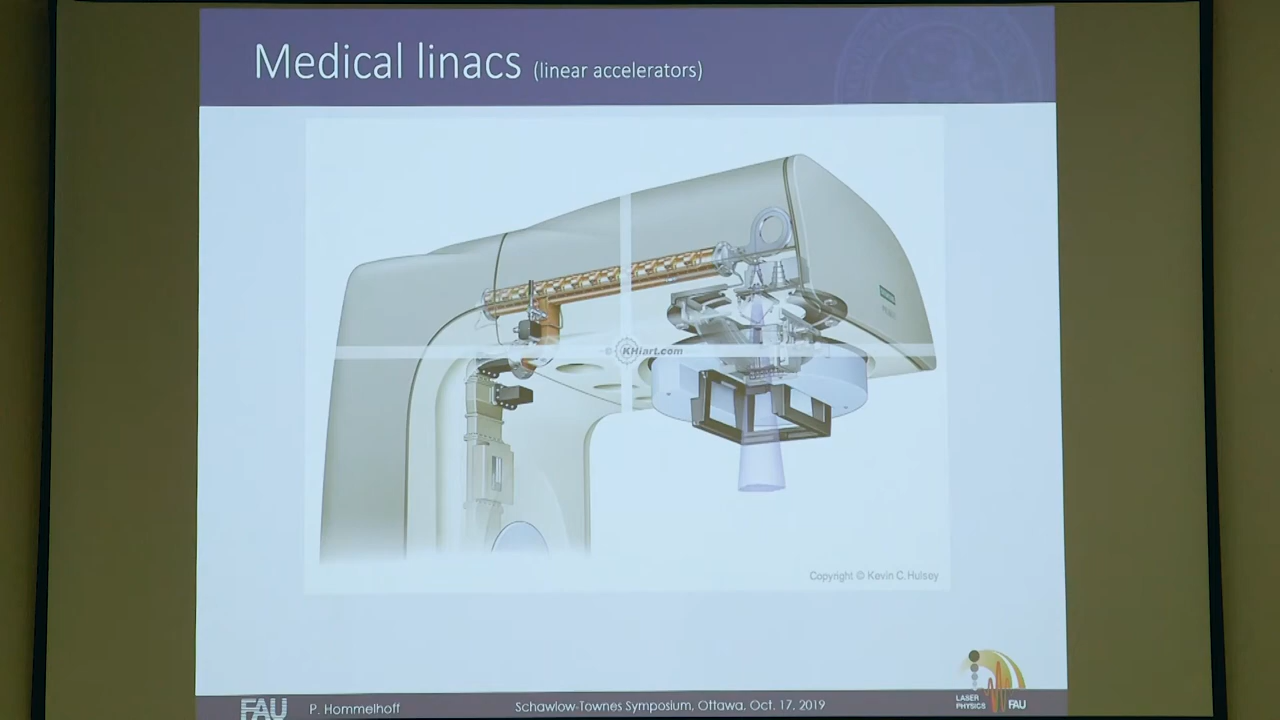 Medical linacs (linear accelerators)
© KHiart.com
Copyright © Kevin C. Hulsey
FAU
P. Hommelhoff
Schawlow-Townes Symposium, Ottawa, Oct. 17, 2019
LASER
PHYSICS
FAU